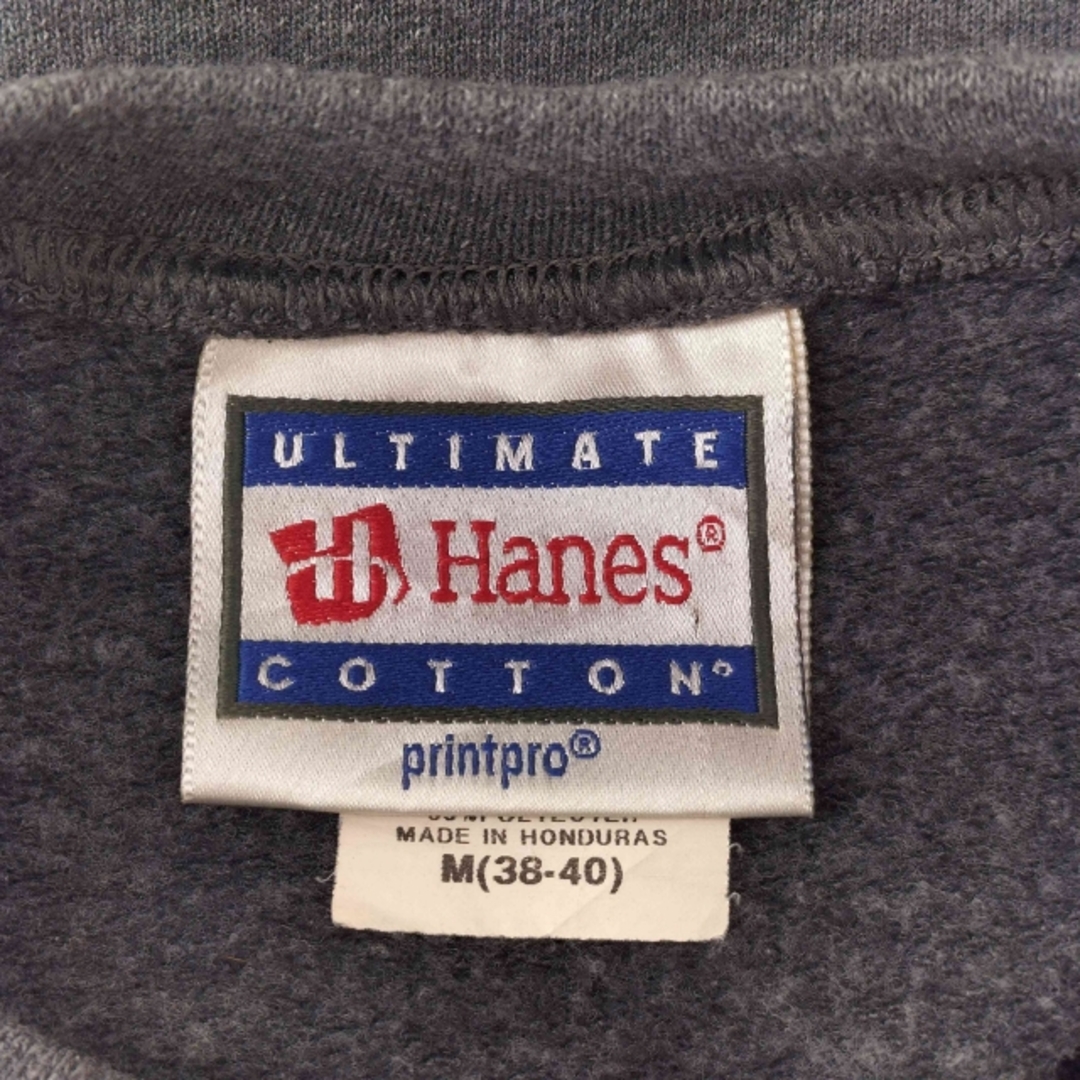 ULTIMATE
Hanes®
COTTON®
printpro®
MADE IN HONDURAS
M(38-40)